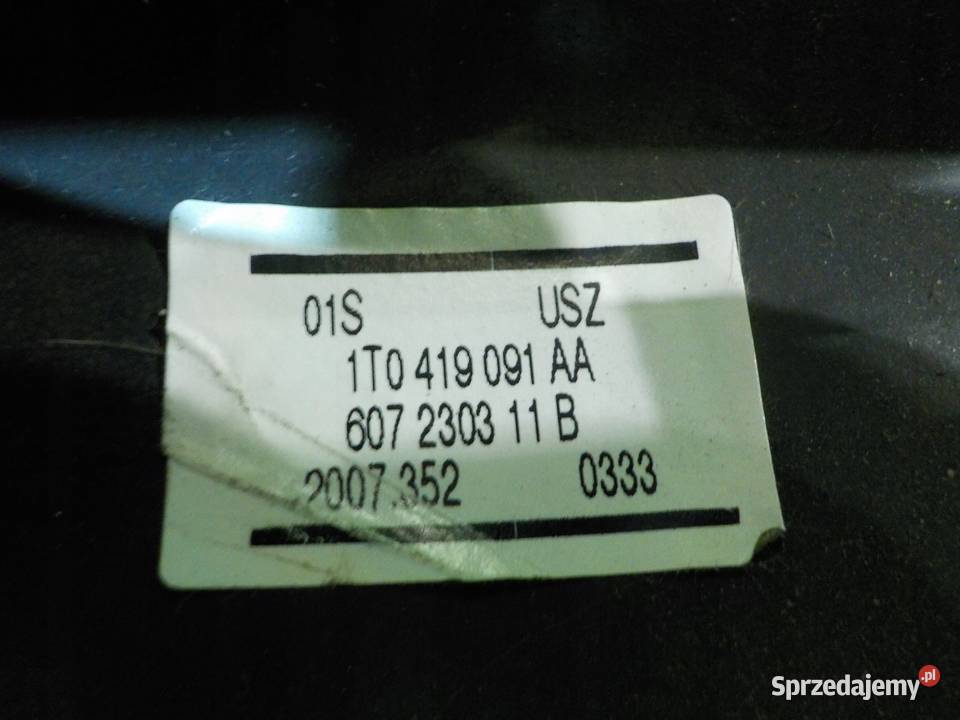 01S USZ
1T0 419 091 AA
607 2303 11 B
2007.352 0333
Sprzedajemy.pl